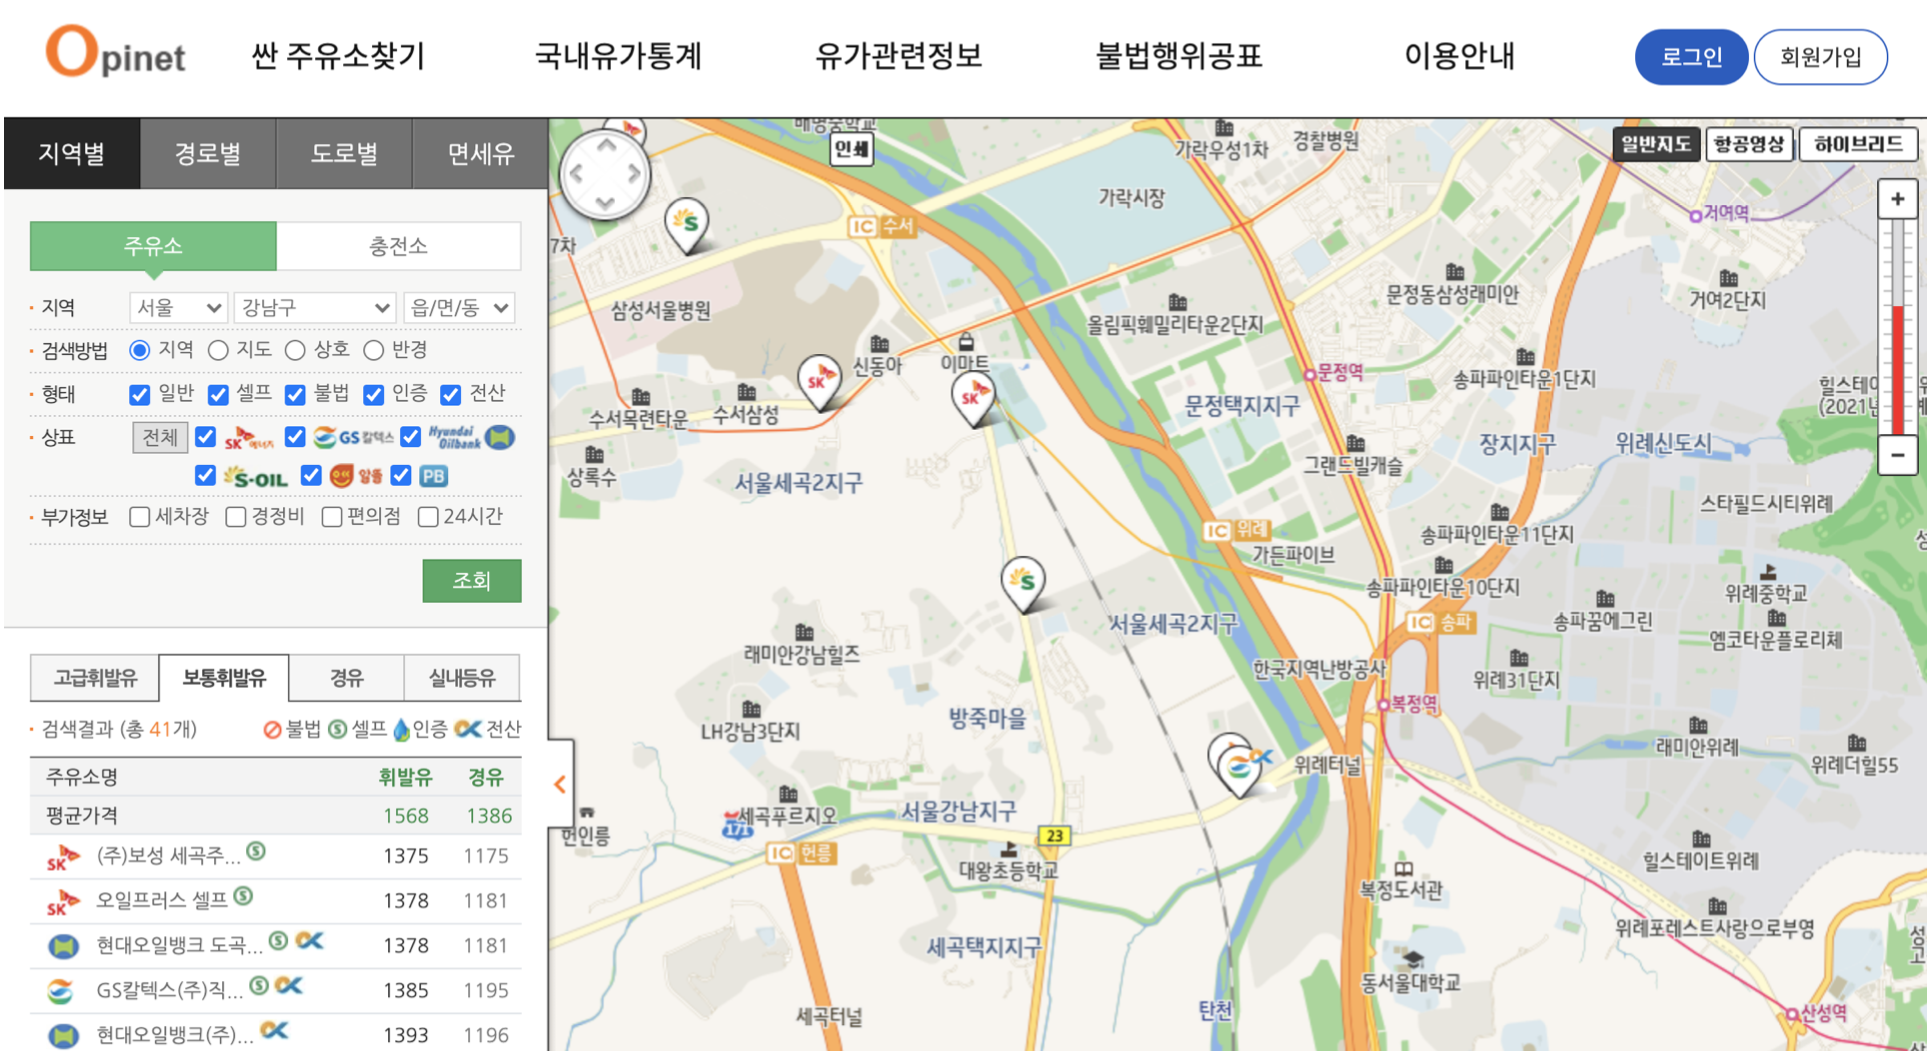 Opinet
싼 주유소찾기
국내유가통계
유가관련정보
불법행위공표
이용안내
로그인
회원가입
지역별
경로별
도로별
면세유
주유소
충전소
지역
서울
강남구
읍/면/동
검색방법
지역
지도
상호
반경
형태
일반
셀프
불법
인증
전산
상표
전체
SK에너지
GS칼텍스
Hyundai Oilbank
S-OIL
알뜰
PB
부가정보
세차장
경정비
편의점
24시간
조회
고급휘발유
보통휘발유
경유
실내등유
검색결과 (총 41개)
불법
셀프
인증
전산
주유소명 휘발유 경유
평균가격 1568 1386
SK (주)보성 세곡주... S 1375 1175
SK 오일프러스 셀프 S 1378 1181
현대오일뱅크 도곡... S 1378 1181
GS칼텍스(주)직... S 1385 1195
현대오일뱅크(주)... 1393 1196
인쇄
일반지도
항공영상
하이브리드
가락우성1차
경찰병원
가락시장
거여역
IC 수서
7차
삼성서울병원
문정동삼성래미안
거여2단지
올림픽훼밀리타운2단지
신동아
이마트
SK
SK
문정역
송파파인타운1단지
수서목련타운
수서삼성
문정택지지구
장지지구
위례신도시
그랜드빌캐슬
상록수
서울세곡2지구
스타필드시티위례
IC 위례
가든파이브
송파파인타운11단지
송파파인타운10단지
위례중학교
서울세곡2지구
IC 송파
송파꿈에그린
엠코타운플로리체
래미안강남힐즈
한국지역난방공사
위례31단지
복정역
방죽마을
LH강남3단지
래미안위례
위례더힐55
위례터널
세곡푸르지오
서울강남지구
171
23
헌인릉
IC 헌릉
대왕초등학교
힐스테이트위례
복정도서관
위례포레스트사랑으로부영
세곡택지지구
동서울대학교
세곡터널
탄천
산성역